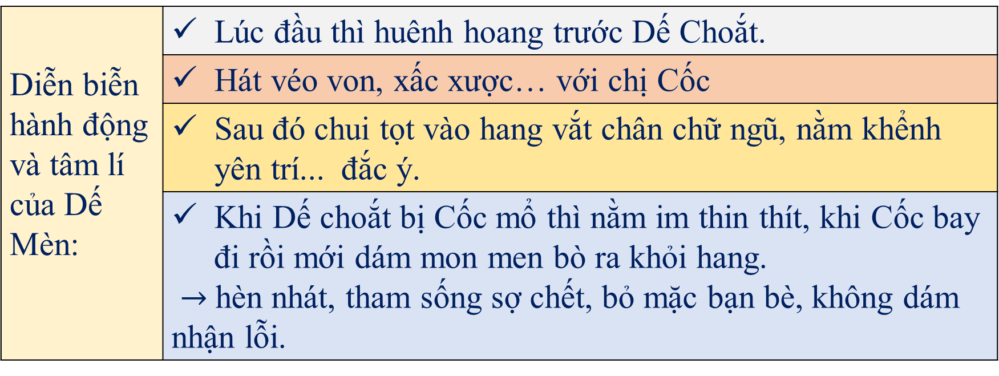 Diễn biễn
hành động
và tâm lí
của Dế
Mèn:
✓ Lúc đầu thì huênh hoang trước Dế Choắt.
✓ Hát véo von, xấc xược… với chị Cốc
✓ Sau đó chui tọt vào hang vắt chân chữ ngũ, nằm khểnh
yên trí... đắc ý.
✓ Khi Dế choắt bị Cốc mổ thì nằm im thin thít, khi Cốc bay
đi rồi mới dám mon men bò ra khỏi hang.
→ hèn nhát, tham sống sợ chết, bỏ mặc bạn bè, không dám
nhận lỗi.